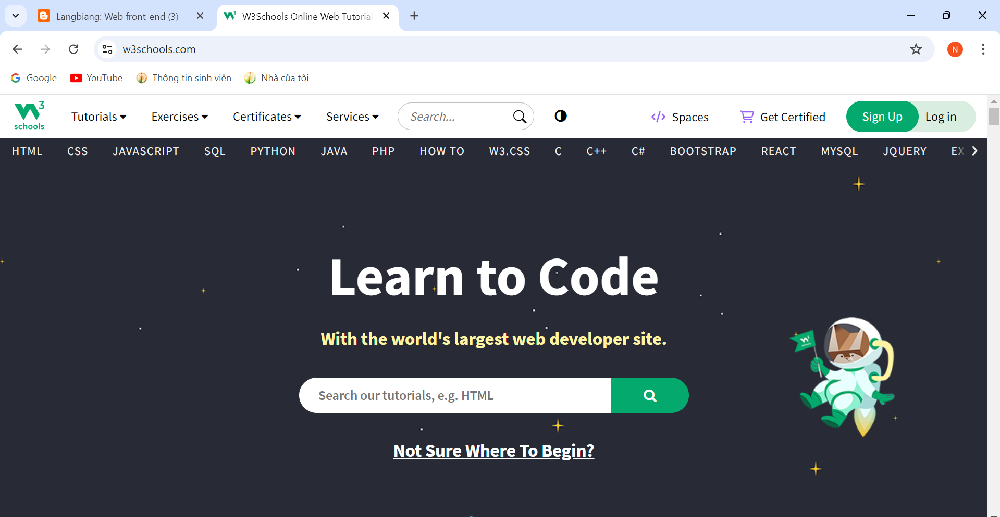 Langbiang: Web front-end (3) -
W3Schools Online Web Tutorial
w3schools.com
N
Google YouTube Thông tin sinh viên Nhà của tôi
W3 schools Tutorials Exercises Certificates Services Search... Spaces Get Certified Sign Up Log in
HTML CSS JAVASCRIPT SQL PYTHON JAVA PHP HOW TO W3.CSS C C++ C# BOOTSTRAP REACT MYSQL JQUERY EX
Learn to Code
With the world's largest web developer site.
Search our tutorials, e.g. HTML
Not Sure Where To Begin?